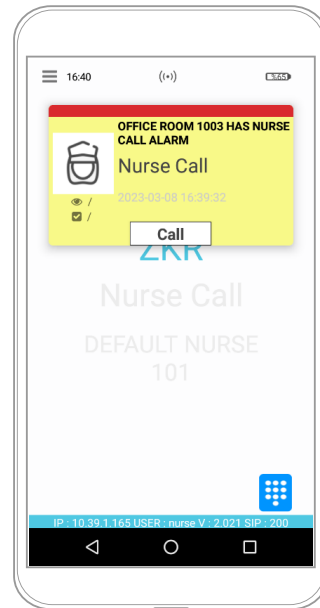 16:40
%65
OFFICE ROOM 1003 HAS NURSE
CALL ALARM
Nurse Call
2023-03-08 16:39:32
/
/
Call
ZKR
Nurse Call
DEFAULT NURSE
101
IP : 10.39.1.165 USER : nurse V : 2.021 SIP : 200